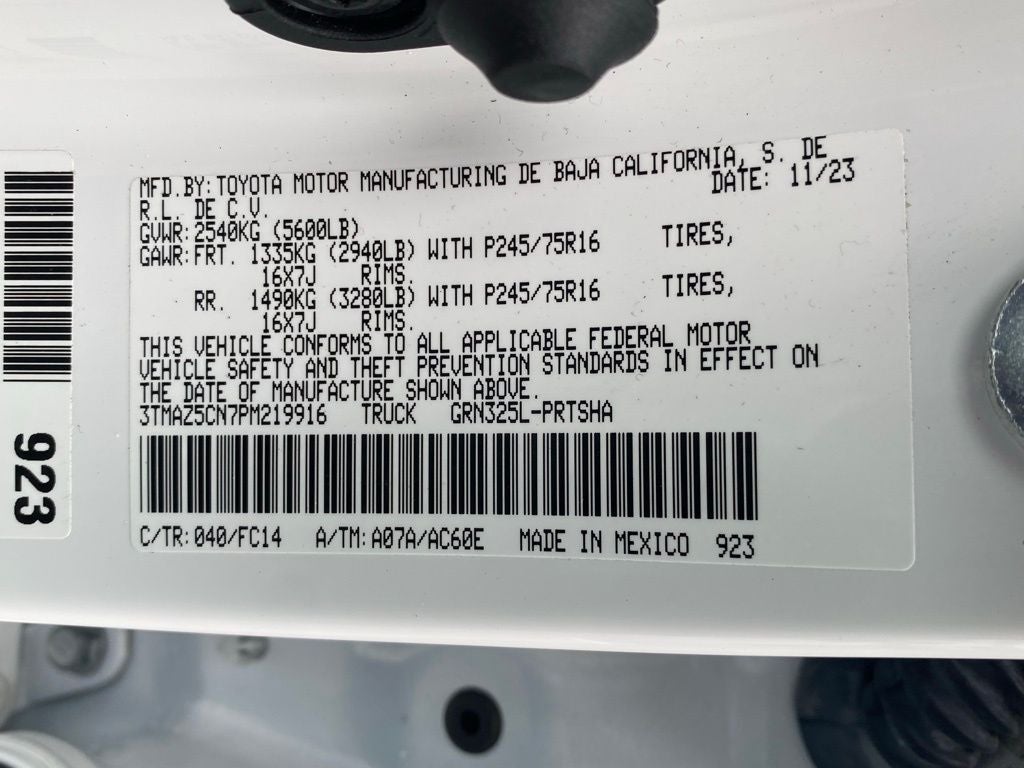 MFD.BY:TOYOTA MOTOR MANUFACTURING DE BAJA CALIFORNIA, S. DE
R.L. DE C.V. DATE: 11/23
GVWR:2540KG (5600LB)
GAWR:FRT. 1335KG (2940LB) WITH P245/75R16 TIRES,
16X7J RIMS.
RR. 1490KG (3280LB) WITH P245/75R16 TIRES,
16X7J RIMS.
THIS VEHICLE CONFORMS TO ALL APPLICABLE FEDERAL MOTOR
VEHICLE SAFETY AND THEFT PREVENTION STANDARDS IN EFFECT ON
THE DATE OF MANUFACTURE SHOWN ABOVE.
3TMAZ5CN7PM219916 TRUCK GRN325L-PRTSHA
C/TR:040/FC14 A/TM:A07A/AC60E MADE IN MEXICO 923
923